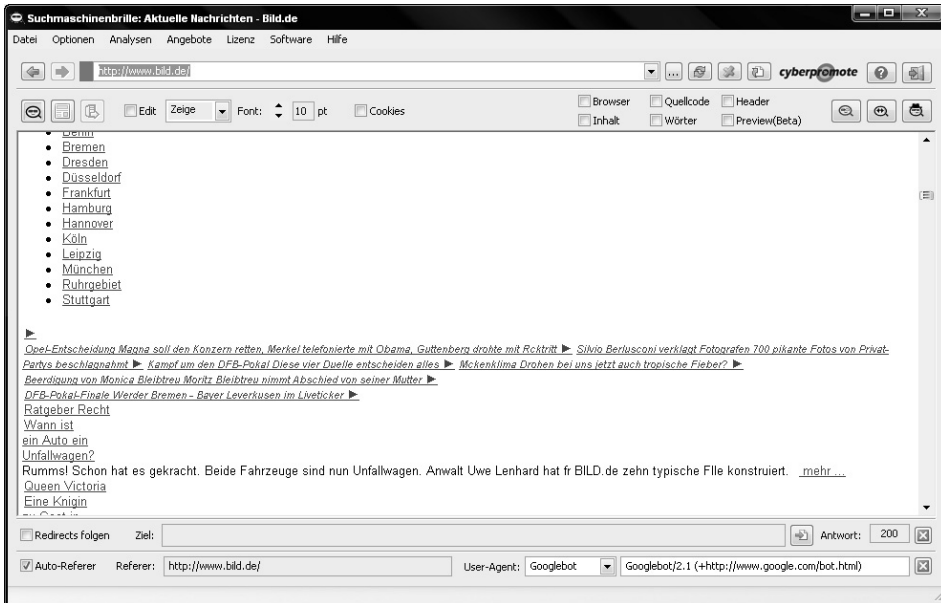 Suchmaschinenbrille: Aktuelle Nachrichten - Bild.de
Datei Optionen Analysen Angebote Lizenz Software Hilfe
http://www.bild.de/ ... cyberpromote
Edit Zeige Font: 10 pt Cookies Browser Quellcode Header
Inhalt Wörter Preview(Beta)
Berlin
Bremen
Dresden
Düsseldorf
Frankfurt
Hamburg
Hannover
Köln
Leipzig
München
Ruhrgebiet
Stuttgart
Opel-Entscheidung Magna soll den Konzern retten, Merkel telefonierte mit Obama, Guttenberg drohte mit Rcktritt ► Silvio Berlusconi verklagt Fotografen 700 pikante Fotos von Privat-
Partys beschlagnahmt ► Kampf um den DFB-Pokal Diese vier Duelle entscheiden alles ► Mckenklima Drohen bei uns jetzt auch tropische Fieber? ►
Beerdigung von Monica Bleibtreu Moritz Bleibtreu nimmt Abschied von seiner Mutter ►
DFB-Pokal-Finale Werder Bremen - Bayer Leverkusen im Liveticker ►
Ratgeber Recht
Wann ist
ein Auto ein
Unfallwagen?
Rumms! Schon hat es gekracht. Beide Fahrzeuge sind nun Unfallwagen. Anwalt Uwe Lenhard hat fr BILD.de zehn typische Flle konstruiert. mehr ...
Queen Victoria
Eine Knigin
zu Gast in
Redirects folgen Ziel: Antwort: 200
Auto-Referer Referer: http://www.bild.de/ User-Agent: Googlebot Googlebot/2.1 (+http://www.google.com/bot.html)